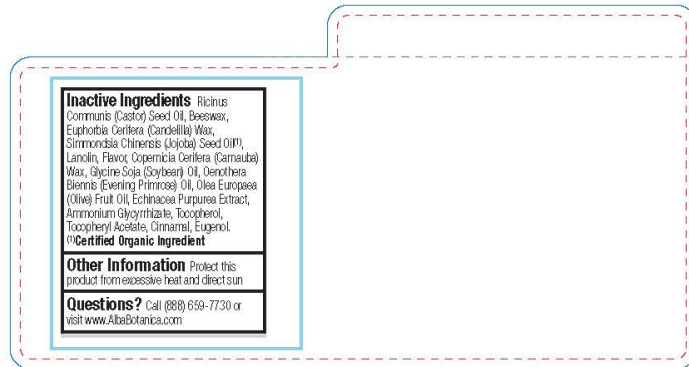 Inactive Ingredients Ricinus
Communis (Castor) Seed Oil, Beeswax,
Euphorbia Cerifera (Candelilla) Wax,
Simmondsia Chinensis (Jojoba) Seed Oil(1),
Lanolin, Flavor, Copernicia Cerifera (Carnauba)
Wax, Glycine Soja (Soybean) Oil, Oenothera
Biennis (Evening Primrose) Oil, Olea Europaea
(Olive) Fruit Oil, Echinacea Purpurea Extract,
Ammonium Glycyrrhizate, Tocopherol,
Tocopheryl Acetate, Cinnamal, Eugenol.
(1)Certified Organic Ingredient
Other Information Protect this
product from excessive heat and direct sun
Questions? Call (888) 659-7730 or
visit www.AlbaBotanica.com